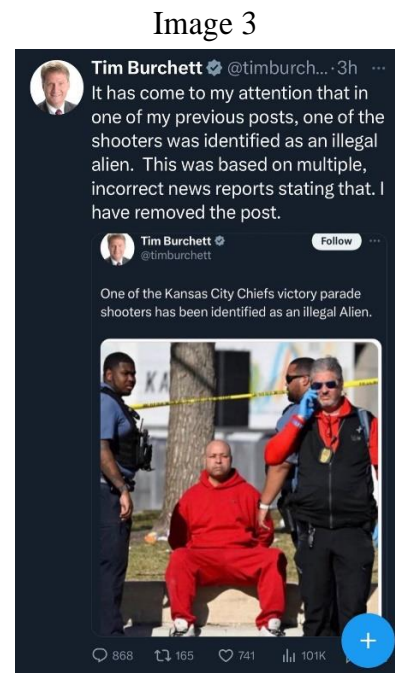 Image 3
Tim Burchett @timburch... ·3h ···
It has come to my attention that in
one of my previous posts, one of the
shooters was identified as an illegal
alien.  This was based on multiple,
incorrect news reports stating that. I
have removed the post.
Tim Burchett Follow ···
@timburchett
One of the Kansas City Chiefs victory parade
shooters has been identified as an illegal Alien.
KA
868 165 741 101K
+